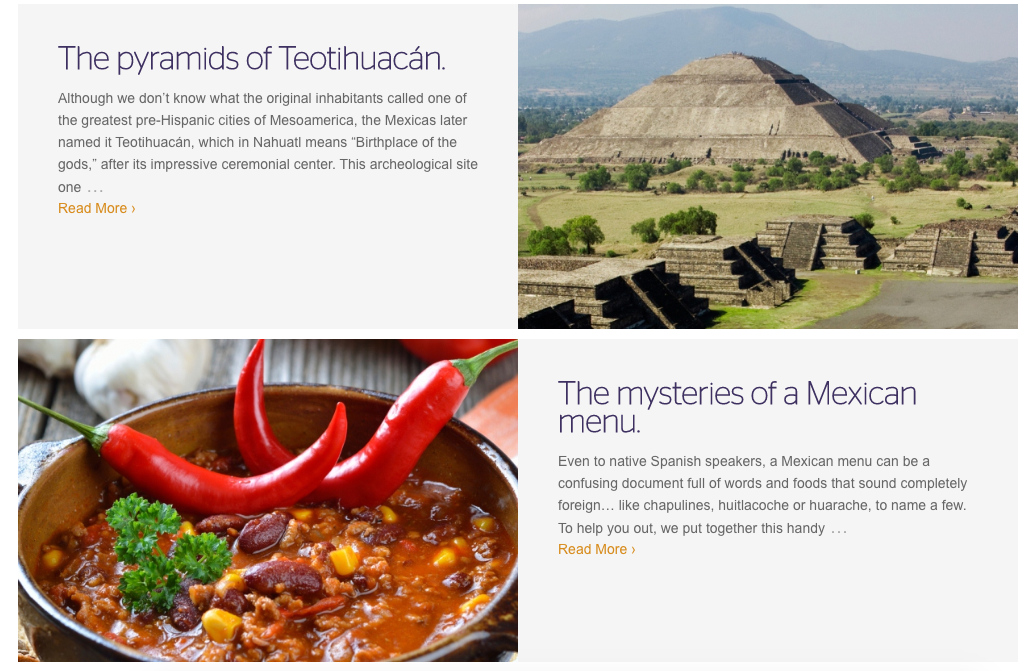 The pyramids of Teotihuacán.
Although we don’t know what the original inhabitants called one of
the greatest pre-Hispanic cities of Mesoamerica, the Mexicas later
named it Teotihuacán, which in Nahuatl means “Birthplace of the
gods,” after its impressive ceremonial center. This archeological site
one ...
Read More ›
The mysteries of a Mexican
menu.
Even to native Spanish speakers, a Mexican menu can be a
confusing document full of words and foods that sound completely
foreign… like chapulines, huitlacoche or huarache, to name a few.
To help you out, we put together this handy ...
Read More ›